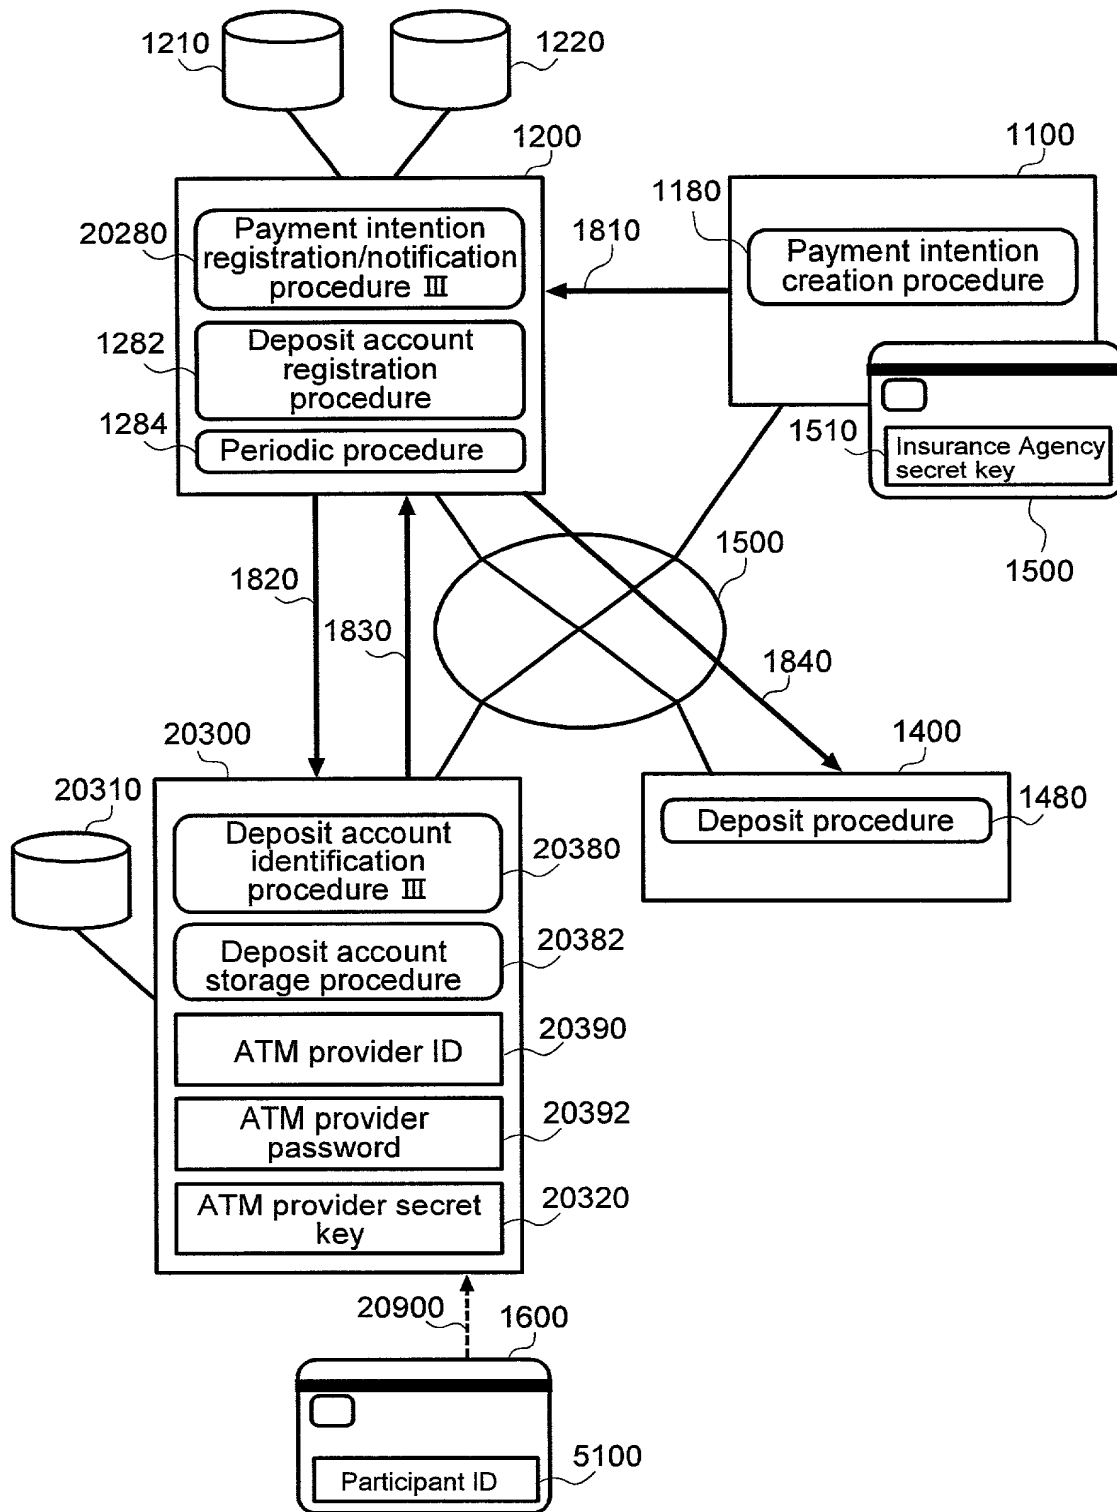 1210
1220
1200
1100
20280
Payment intention
registration/notification
procedure III
1810
1180
Payment intention
creation procedure
1282
Deposit account
registration
procedure
1284
Periodic procedure
1510
Insurance Agency
secret key
1500
1820
1830
1500
1840
20300
1400
20310
Deposit account
identification
procedure III
20380
Deposit procedure
1480
Deposit account
storage procedure
20382
ATM provider ID
20390
ATM provider
password
20392
ATM provider secret
key
20320
20900
1600
Participant ID
5100